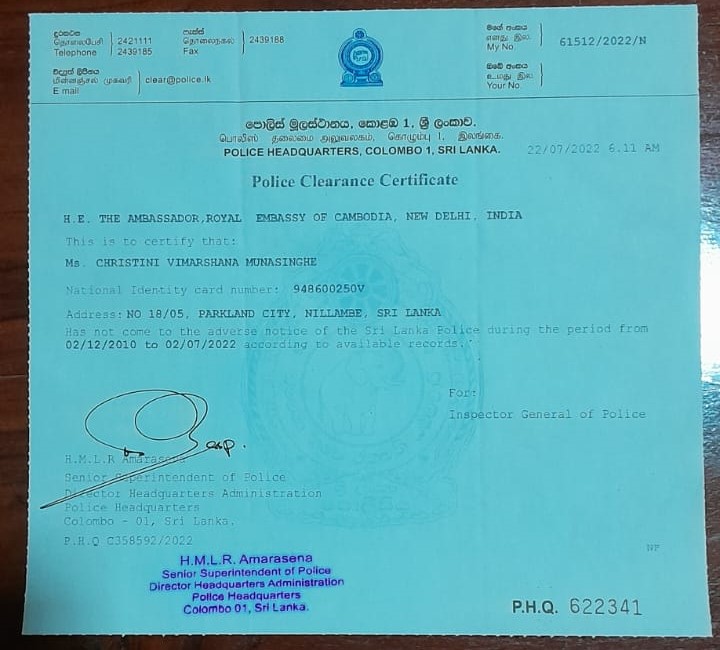 දුරකථන
தொலைபேசி 2421111
Telephone 2439185
ෆැක්ස්
தொலைநகல் 2439188
Fax
විද්‍යුත් ලිපිනය
மின்னஞ்சல் முகவரி clear@police.lk
E mail
මගේ අංකය
எனது இல. 61512/2022/N
My No.
ඔබේ අංකය
உமது இல.
Your No.
පොලිස් මූලස්ථානය, කොළඹ 1, ශ්‍රී ලංකාව.
பொலிஸ் தலைமை அலுவலகம், கொழும்பு 1, இலங்கை.
POLICE HEADQUARTERS, COLOMBO 1, SRI LANKA.
22/07/2022 6.11 AM
Police Clearance Certificate
H.E. THE AMBASSADOR,ROYAL EMBASSY OF CAMBODIA, NEW DELHI, INDIA
This is to certify that:
Ms. CHRISTINI VIMARSHANA MUNASINGHE
National Identity card number: 948600250V
Address: NO 18/05, PARKLAND CITY, NILLAMBE, SRI LANKA
Has not come to the adverse notice of the Sri Lanka Police during the period from
02/12/2010 to 02/07/2022 according to available records.
For:
Inspector General of Police
H.M.L.R Amarasena
Senior Superintendent of Police
Director Headquarters Administration
Police Headquarters
Colombo - 01, Sri Lanka.
P.H.Q C358592/2022
H.M.L.R. Amarasena
Senior Superintendent of Police
Director Headquarters Administration
Police Headquarters
Colombo 01, Sri Lanka.
P.H.Q. 622341